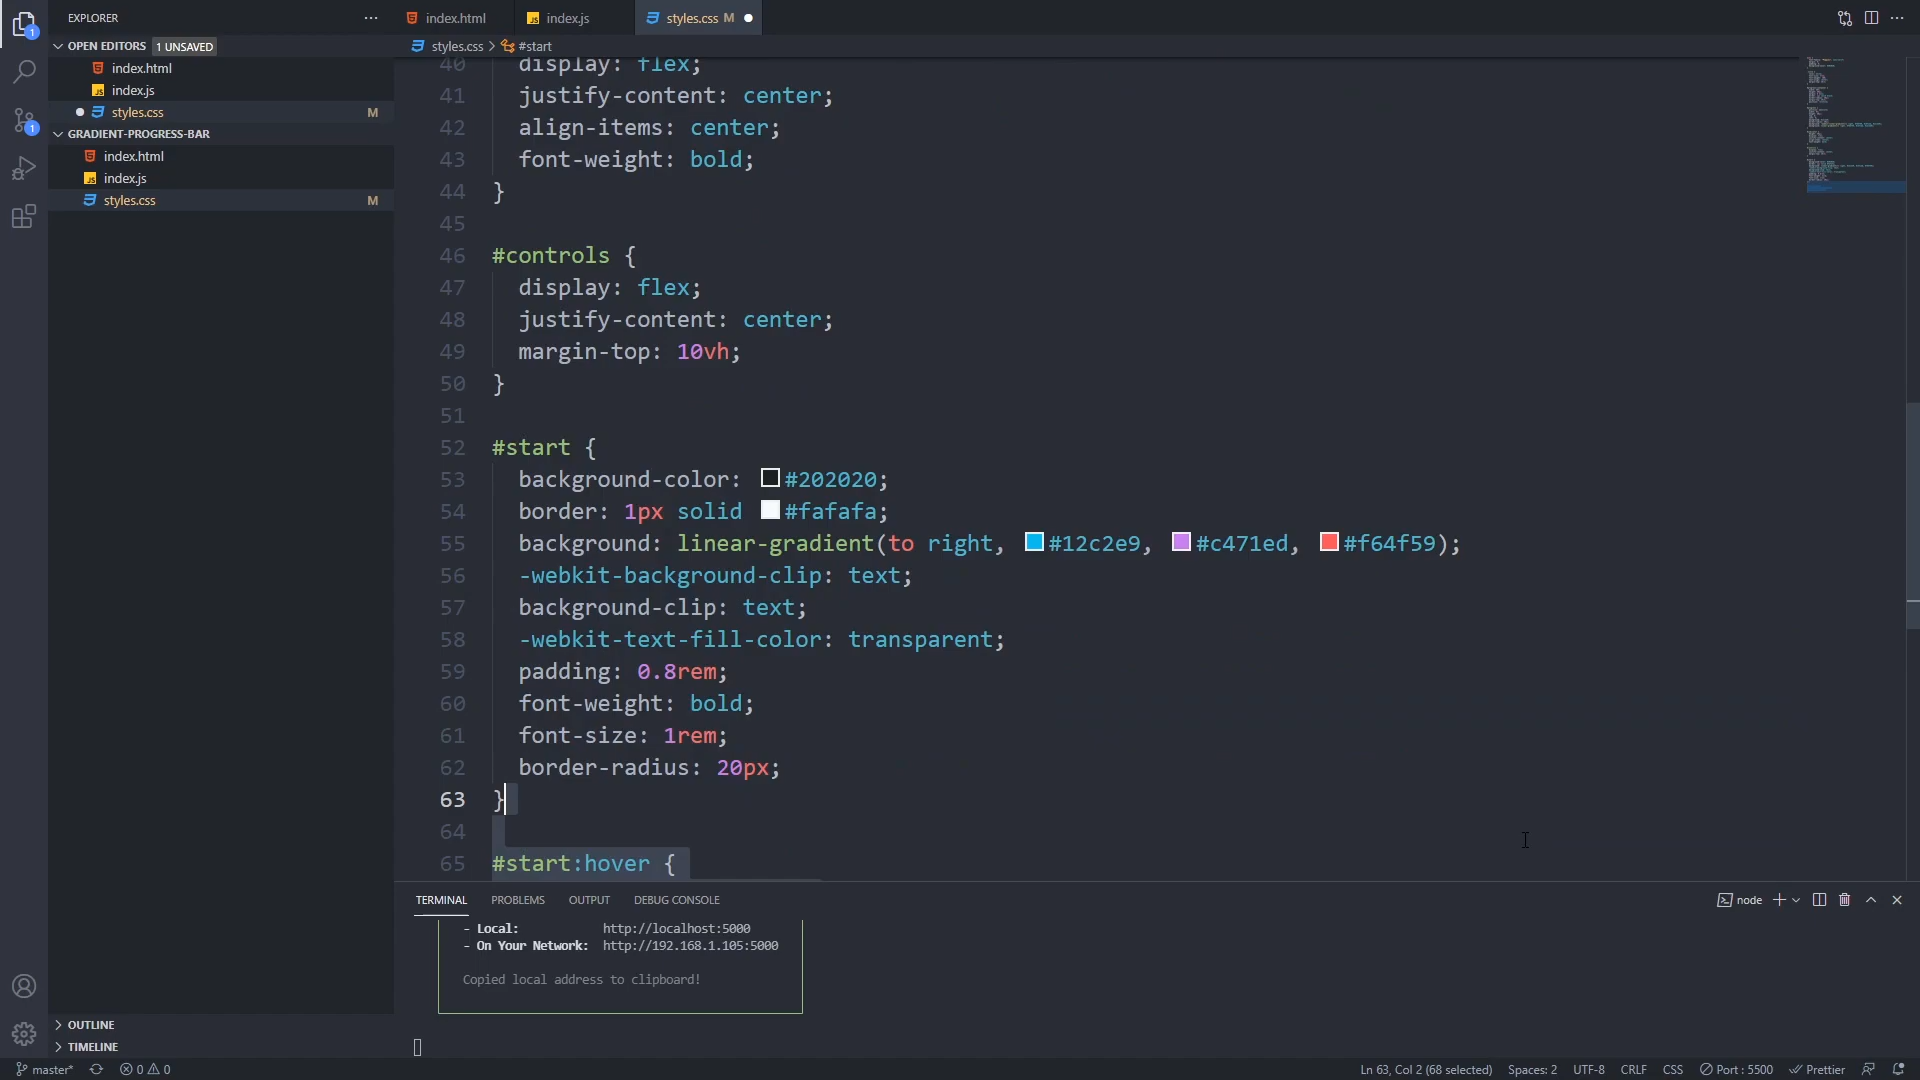 EXPLORER
index.html
index.js
styles.css M
OPEN EDITORS 1 UNSAVED
index.html
index.js
styles.css M
GRADIENT-PROGRESS-BAR
index.html
index.js
styles.css M
OUTLINE
TIMELINE
styles.css > #start
40 display: flex;
41 justify-content: center;
42 align-items: center;
43 font-weight: bold;
44 }
45
46 #controls {
47 display: flex;
48 justify-content: center;
49 margin-top: 10vh;
50 }
51
52 #start {
53 background-color: #202020;
54 border: 1px solid #fafafa;
55 background: linear-gradient(to right, #12c2e9, #c471ed, #f64f59);
56 -webkit-background-clip: text;
57 background-clip: text;
58 -webkit-text-fill-color: transparent;
59 padding: 0.8rem;
60 font-weight: bold;
61 font-size: 1rem;
62 border-radius: 20px;
63 }
64
65 #start:hover {
TERMINAL PROBLEMS OUTPUT DEBUG CONSOLE
node
- Local: http://localhost:5000
- On Your Network: http://192.168.1.105:5000
Copied local address to clipboard!
master* 0 0
Ln 63, Col 2 (68 selected) Spaces: 2 UTF-8 CRLF CSS Port : 5500 Prettier